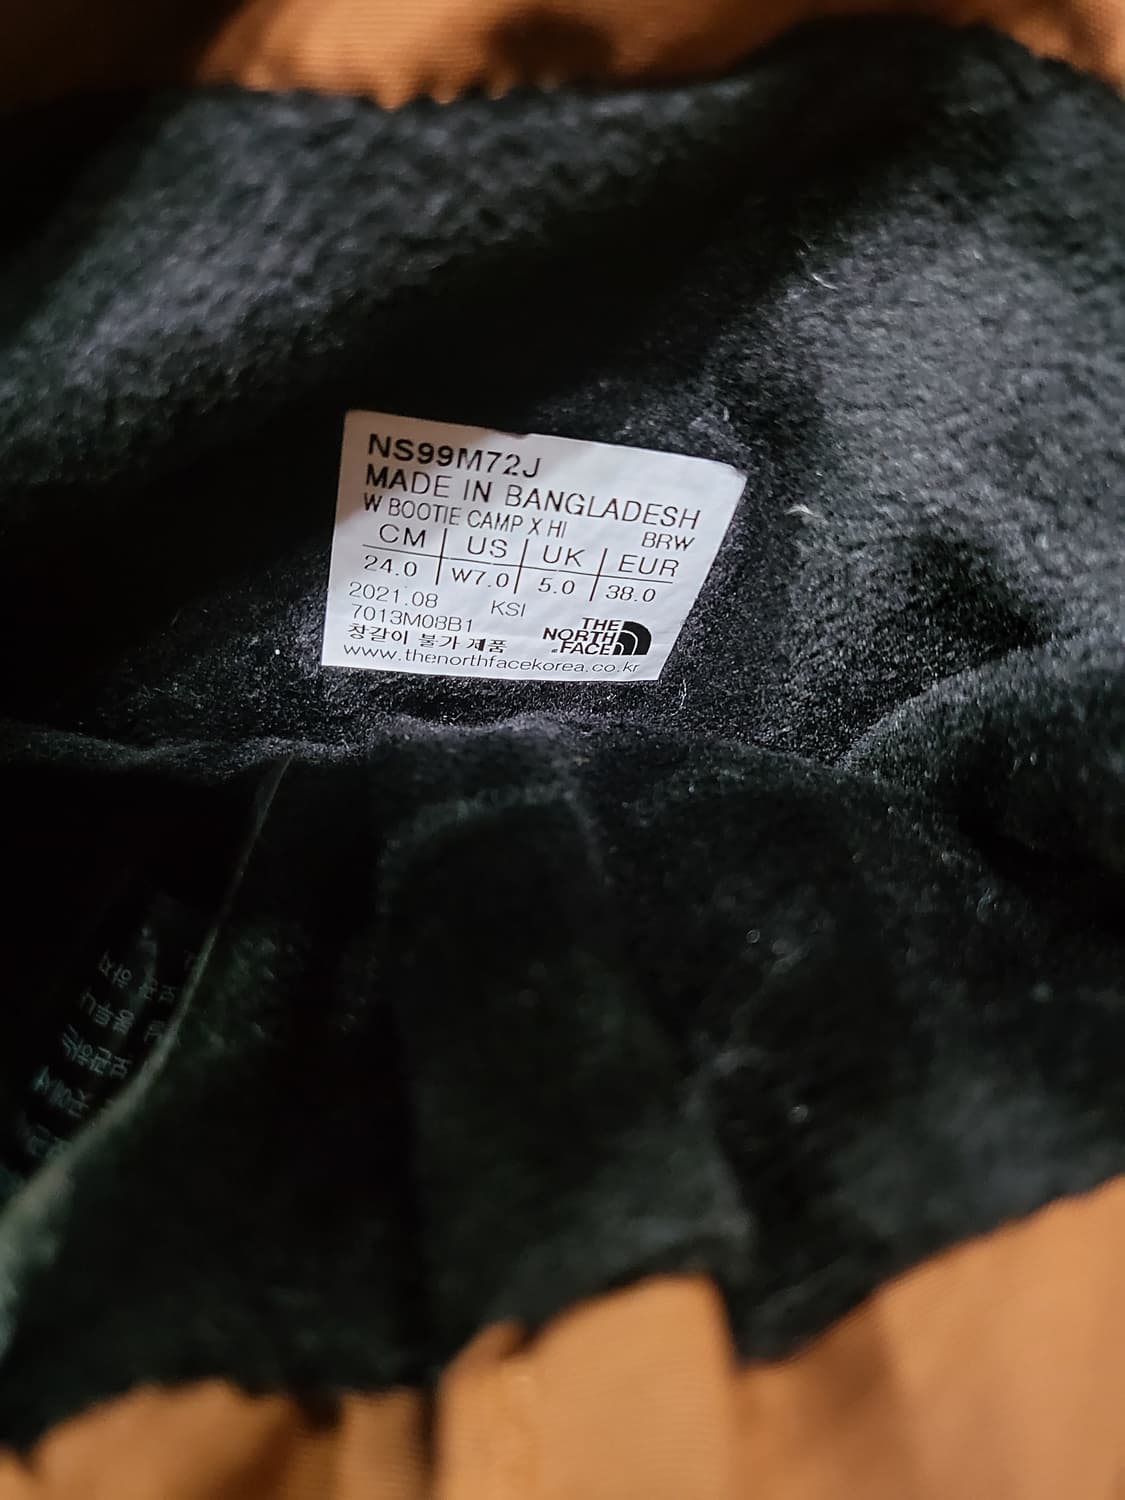 NS99M72J
MADE IN BANGLADESH
W BOOTIE CAMP X HI BRW
CM US UK EUR
24.0 W7.0 5.0 38.0
2021.08 KSI
7013M08B1
창갈이 불가 제품
www.thenorthfacekorea.co.kr
THE
NORTH
FACE